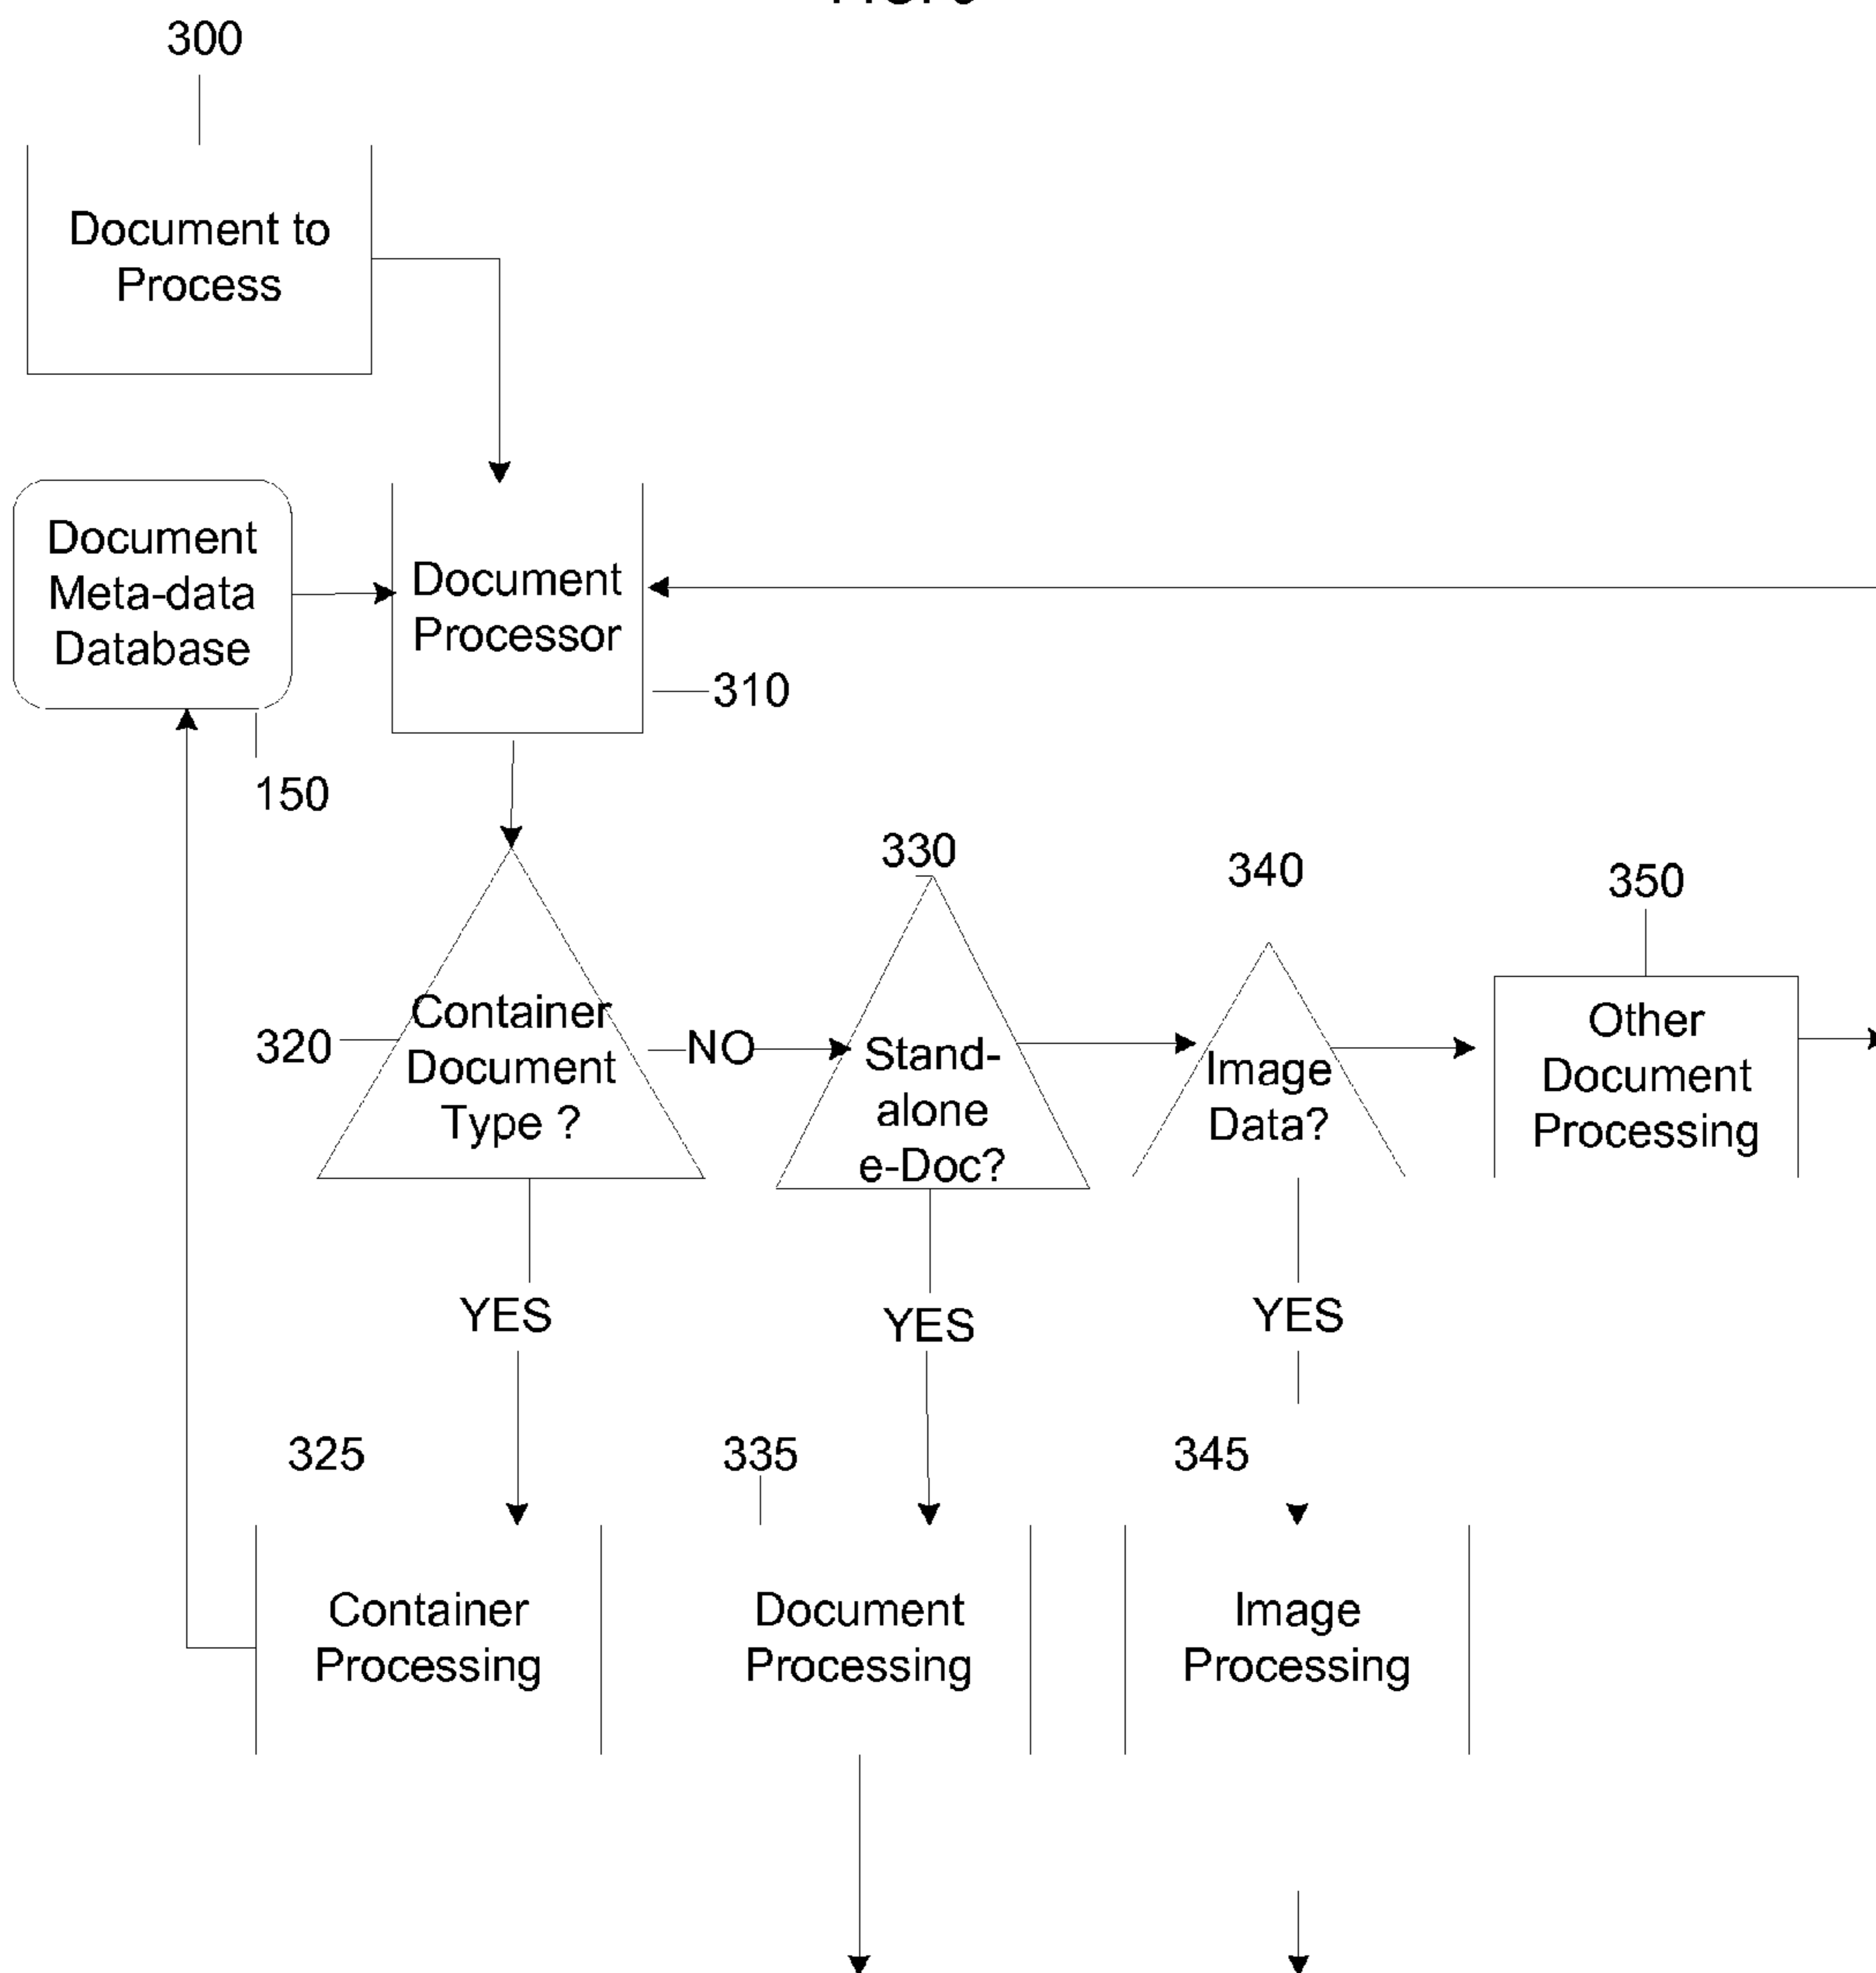 300
Document to
Process
Document
Meta-data
Database
150
Document
Processor
310
320
Container
Document
Type ?
NO
330
Stand-
alone
e-Doc?
340
Image
Data?
350
Other
Document
Processing
YES
YES
YES
325
Container
Processing
335
Document
Processing
345
Image
Processing